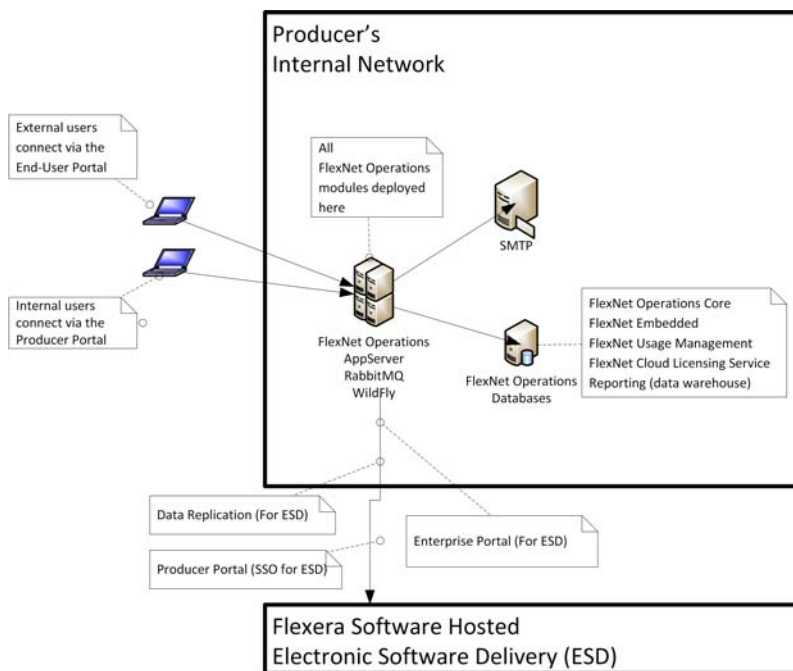 Producer's
Internal Network
External users
connect via the
End-User Portal
All
FlexNet Operations
modules deployed
here
SMTP
Internal users
connect via the
Producer Portal
FlexNet Operations
AppServer
RabbitMQ
WildFly
FlexNet Operations
Databases
FlexNet Operations Core
FlexNet Embedded
FlexNet Usage Management
FlexNet Cloud Licensing Service
Reporting (data warehouse)
Data Replication (For ESD)
Enterprise Portal (For ESD)
Producer Portal (SSO for ESD)
Flexera Software Hosted
Electronic Software Delivery (ESD)